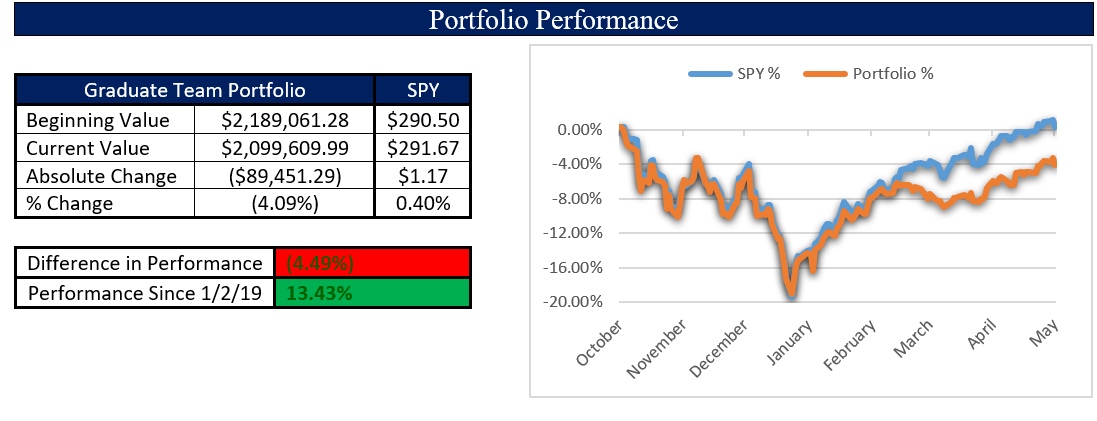 Portfolio Performance
Graduate Team Portfolio SPY
Beginning Value $2,189,061.28 $290.50
Current Value $2,099,609.99 $291.67
Absolute Change ($89,451.29) $1.17
% Change (4.09%) 0.40%
Difference in Performance (4.49%)
Performance Since 1/2/19 13.43%
SPY % Portfolio %
0.00%
-4.00%
-8.00%
-12.00%
-16.00%
-20.00%
October November December January February March April May